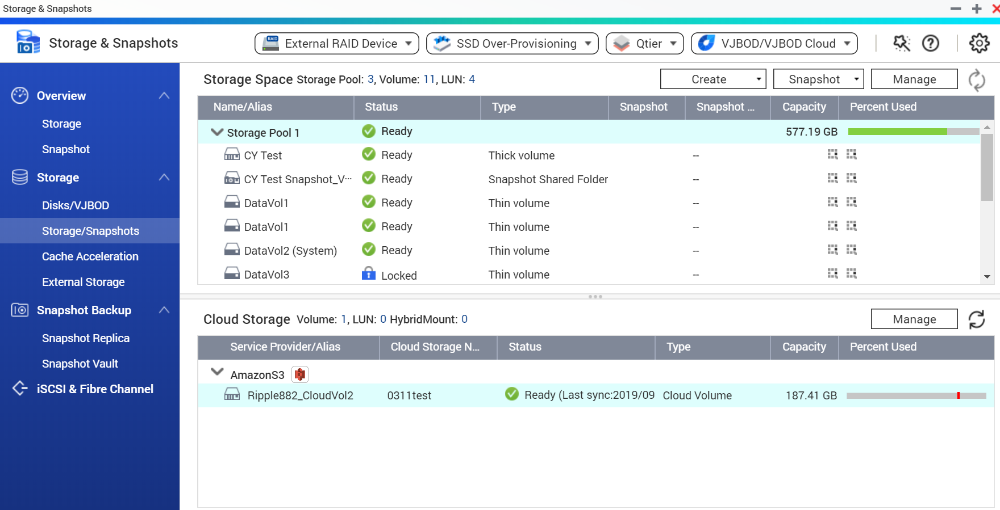 Storage & Snapshots
Storage & Snapshots
RAID External RAID Device
SSD Over-Provisioning
Qtier
VJBOD/VJBOD Cloud
Overview
Storage
Snapshot
Storage
Disks/VJBOD
Storage/Snapshots
Cache Acceleration
External Storage
Snapshot Backup
Snapshot Replica
Snapshot Vault
iSCSI & Fibre Channel
Storage Space Storage Pool: 3, Volume: 11, LUN: 4
Create
Snapshot
Manage
Name/Alias Status Type Snapshot Snapshot ... Capacity Percent Used
Storage Pool 1 Ready 577.19 GB
CY Test Ready Thick volume --
CY Test Snapshot_V··· Ready Snapshot Shared Folder --
DataVol1 Ready Thin volume --
DataVol1 Ready Thin volume --
DataVol2 (System) Ready Thin volume --
DataVol3 Locked Thin volume --
Cloud Storage Volume: 1, LUN: 0 HybridMount: 0
Manage
Service Provider/Alias Cloud Storage N... Status Type Capacity Percent Used
AmazonS3
Ripple882_CloudVol2 0311test Ready (Last sync:2019/09 Cloud Volume 187.41 GB